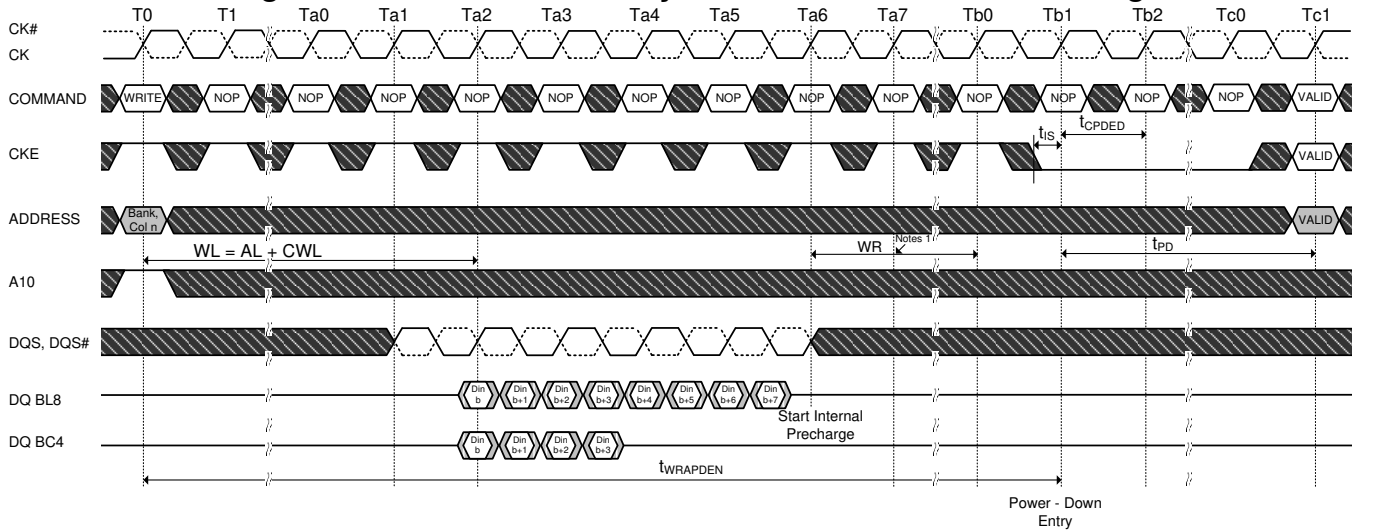 T0 T1 Ta0 Ta1 Ta2 Ta3 Ta4 Ta5 Ta6 Ta7 Tb0 Tb1 Tb2 Tc0 Tc1
CK#
CK
COMMAND WRITE NOP NOP NOP NOP NOP NOP NOP NOP NOP NOP NOP NOP NOP VALID
tIS tCPDED
CKE VALID
ADDRESS Bank, Col n VALID
WL = AL + CWL WR Notes 1 tPD
A10
DQS, DQS#
DQ BL8 Din b Din b+1 Din b+2 Din b+3 Din b+4 Din b+5 Din b+6 Din b+7
Start Internal
Precharge
DQ BC4 Din b Din b+1 Din b+2 Din b+3
tWRAPDEN
Power - Down
Entry